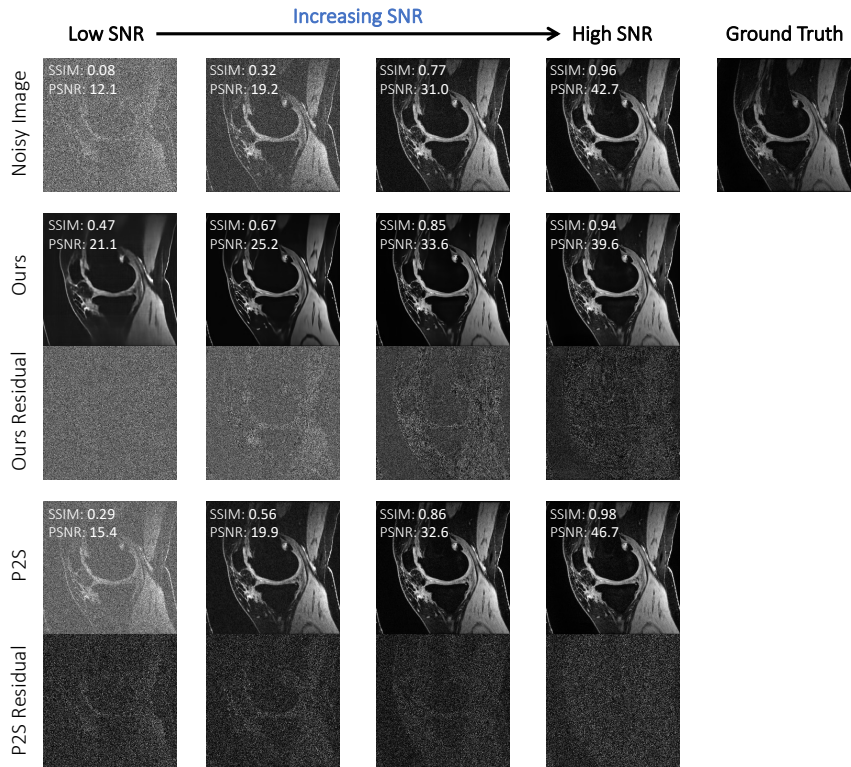 Increasing SNR
Low SNR
High SNR
Ground Truth
Noisy Image
SSIM: 0.08
PSNR: 12.1
SSIM: 0.32
PSNR: 19.2
SSIM: 0.77
PSNR: 31.0
SSIM: 0.96
PSNR: 42.7
Ours
SSIM: 0.47
PSNR: 21.1
SSIM: 0.67
PSNR: 25.2
SSIM: 0.85
PSNR: 33.6
SSIM: 0.94
PSNR: 39.6
Ours Residual
P2S
SSIM: 0.29
PSNR: 15.4
SSIM: 0.56
PSNR: 19.9
SSIM: 0.86
PSNR: 32.6
SSIM: 0.98
PSNR: 46.7
P2S Residual